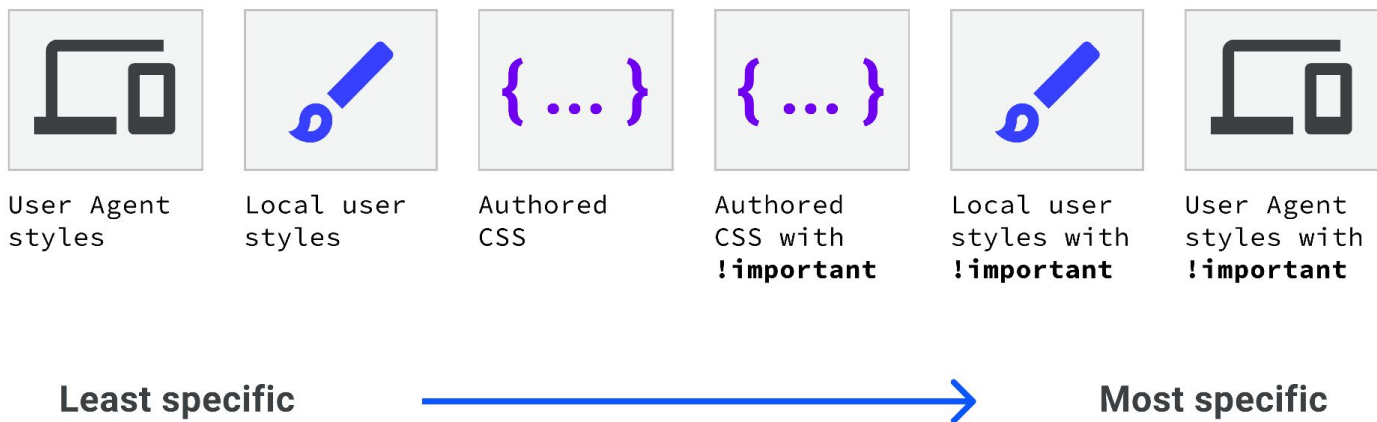 { ... }
{ ... }
User Agent
styles
Local user
styles
Authored
CSS
Authored
CSS with
!important
Local user
styles with
!important
User Agent
styles with
!important
Least specific
Most specific